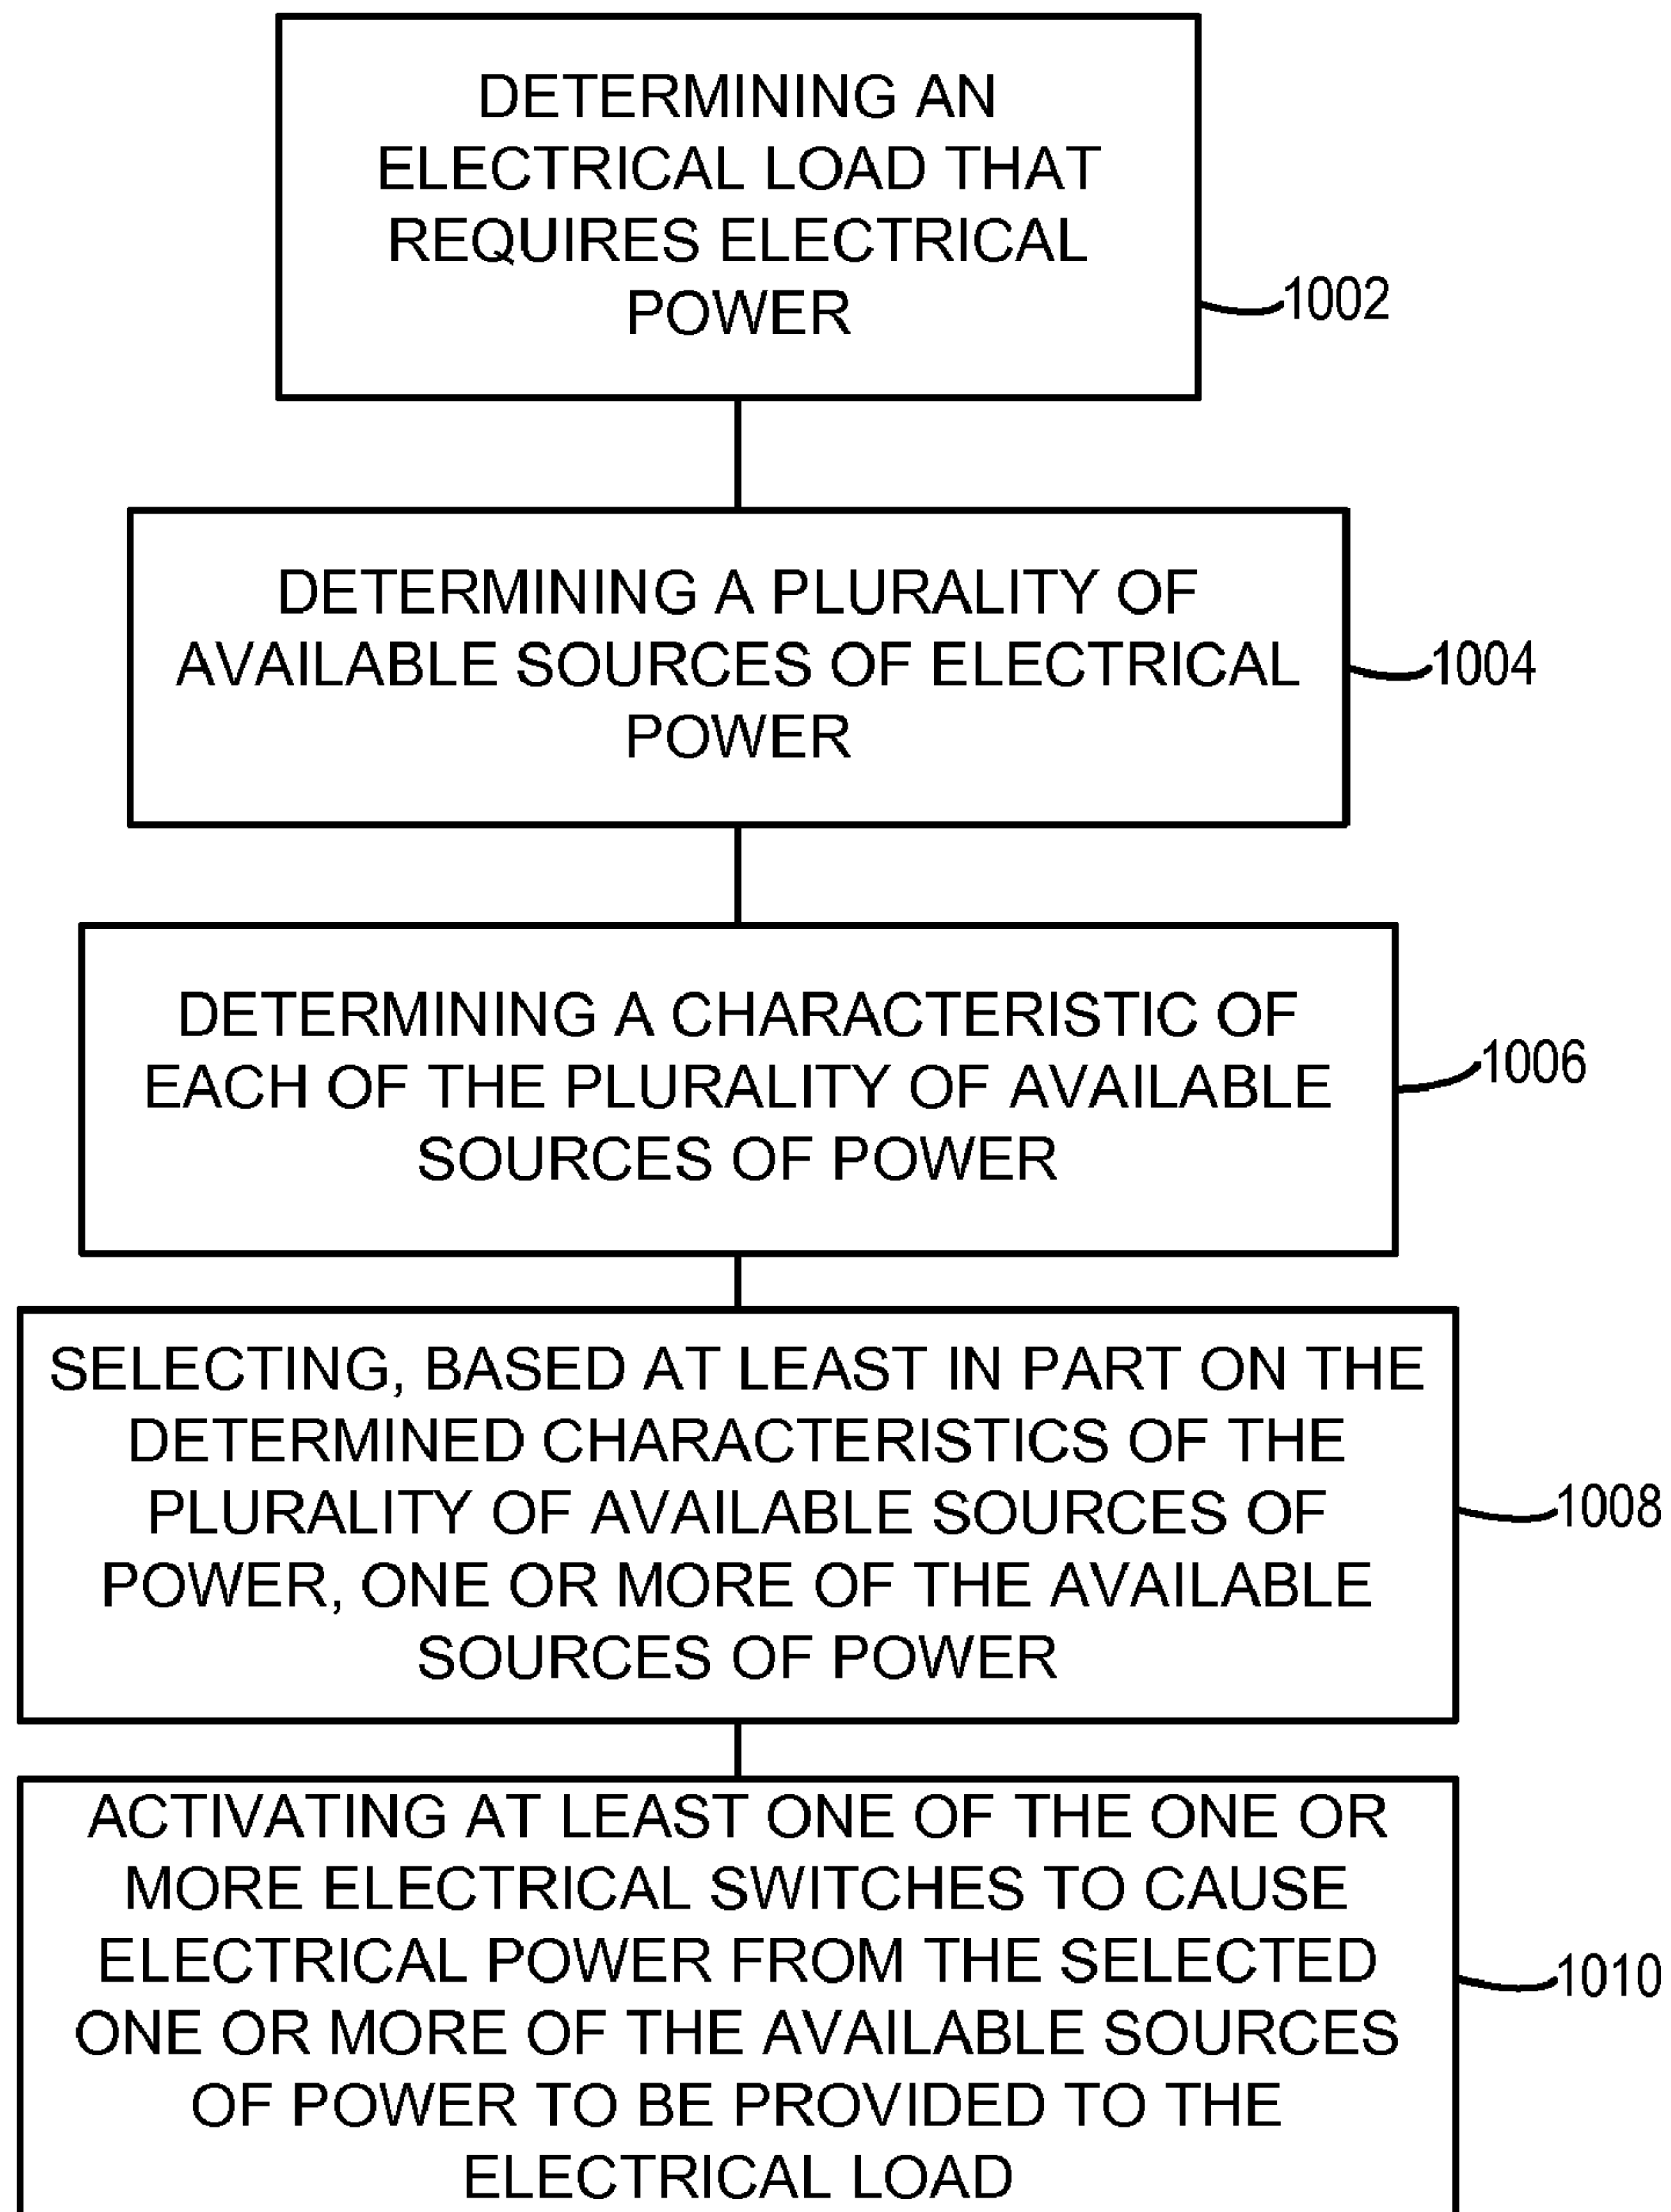 DETERMINING AN
ELECTRICAL LOAD THAT
REQUIRES ELECTRICAL
POWER
1002
DETERMINING A PLURALITY OF
AVAILABLE SOURCES OF ELECTRICAL
POWER
1004
DETERMINING A CHARACTERISTIC OF
EACH OF THE PLURALITY OF AVAILABLE
SOURCES OF POWER
1006
SELECTING, BASED AT LEAST IN PART ON THE
DETERMINED CHARACTERISTICS OF THE
PLURALITY OF AVAILABLE SOURCES OF
POWER, ONE OR MORE OF THE AVAILABLE
SOURCES OF POWER
1008
ACTIVATING AT LEAST ONE OF THE ONE OR
MORE ELECTRICAL SWITCHES TO CAUSE
ELECTRICAL POWER FROM THE SELECTED
ONE OR MORE OF THE AVAILABLE SOURCES
OF POWER TO BE PROVIDED TO THE
ELECTRICAL LOAD
1010